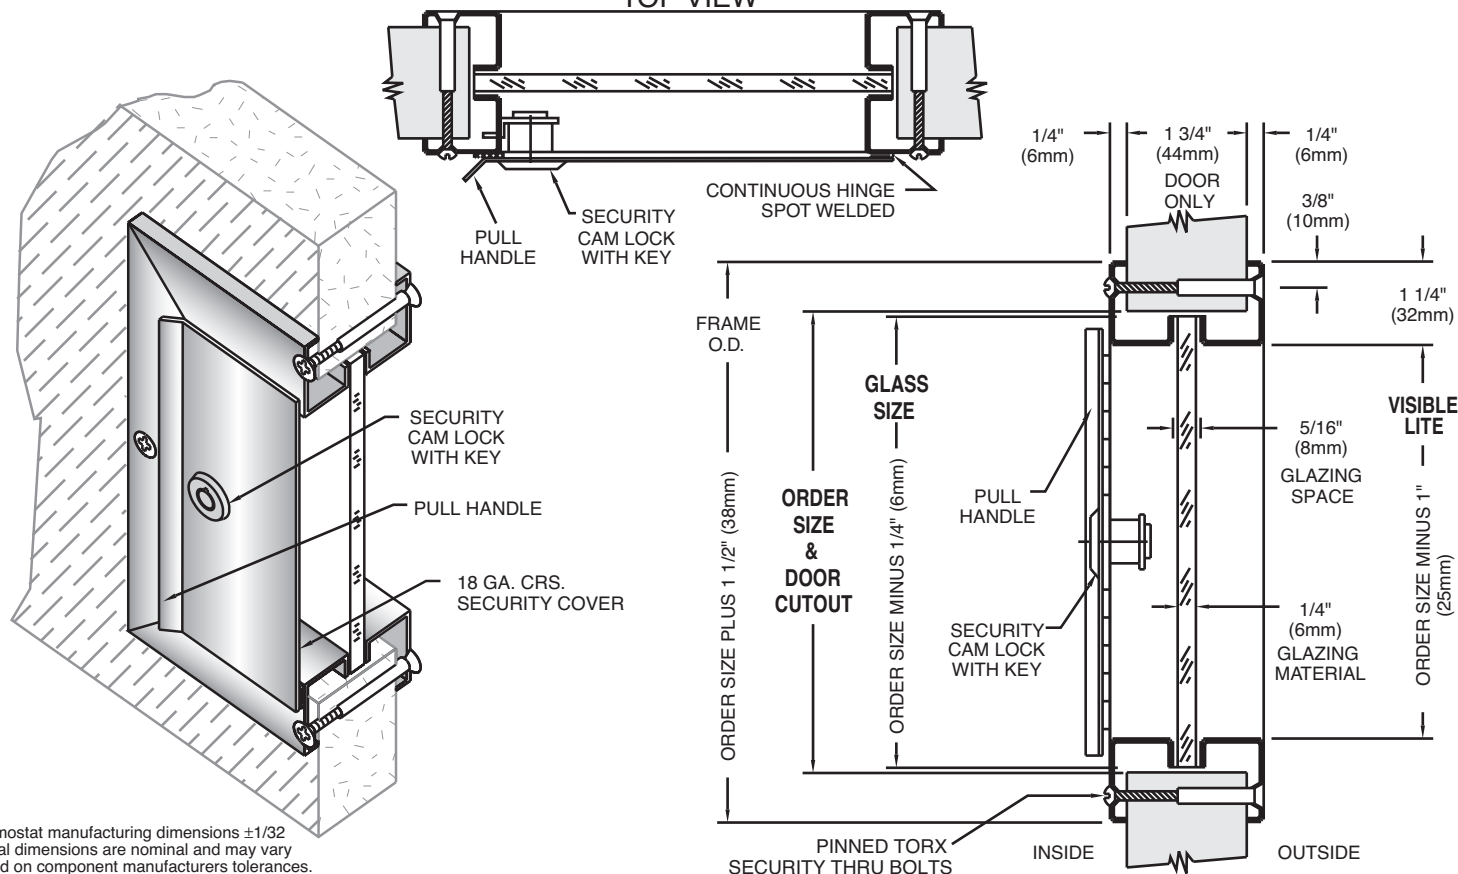 TOP VIEW
CONTINUOUS HINGE
SPOT WELDED
SECURITY
CAM LOCK
WITH KEY
PULL
HANDLE
1/4"
(6mm)
1 3/4"
(44mm)
DOOR
ONLY
1/4"
(6mm)
3/8"
(10mm)
1 1/4"
(32mm)
FRAME
O.D.
GLASS
SIZE
VISIBLE
LITE
SECURITY
CAM LOCK
WITH KEY
PULL HANDLE
18 GA. CRS.
SECURITY COVER
ORDER SIZE PLUS 1 1/2" (38mm)
ORDER
SIZE
&
DOOR
CUTOUT
ORDER SIZE MINUS 1/4" (6mm)
PULL
HANDLE
SECURITY
CAM LOCK
WITH KEY
5/16"
(8mm)
GLAZING
SPACE
1/4"
(6mm)
GLAZING
MATERIAL
ORDER SIZE MINUS 1"
(25mm)
PINNED TORX
SECURITY THRU BOLTS
INSIDE
OUTSIDE
mostat manufacturing dimensions ±1/32
al dimensions are nominal and may vary
d on component manufacturers tolerances.